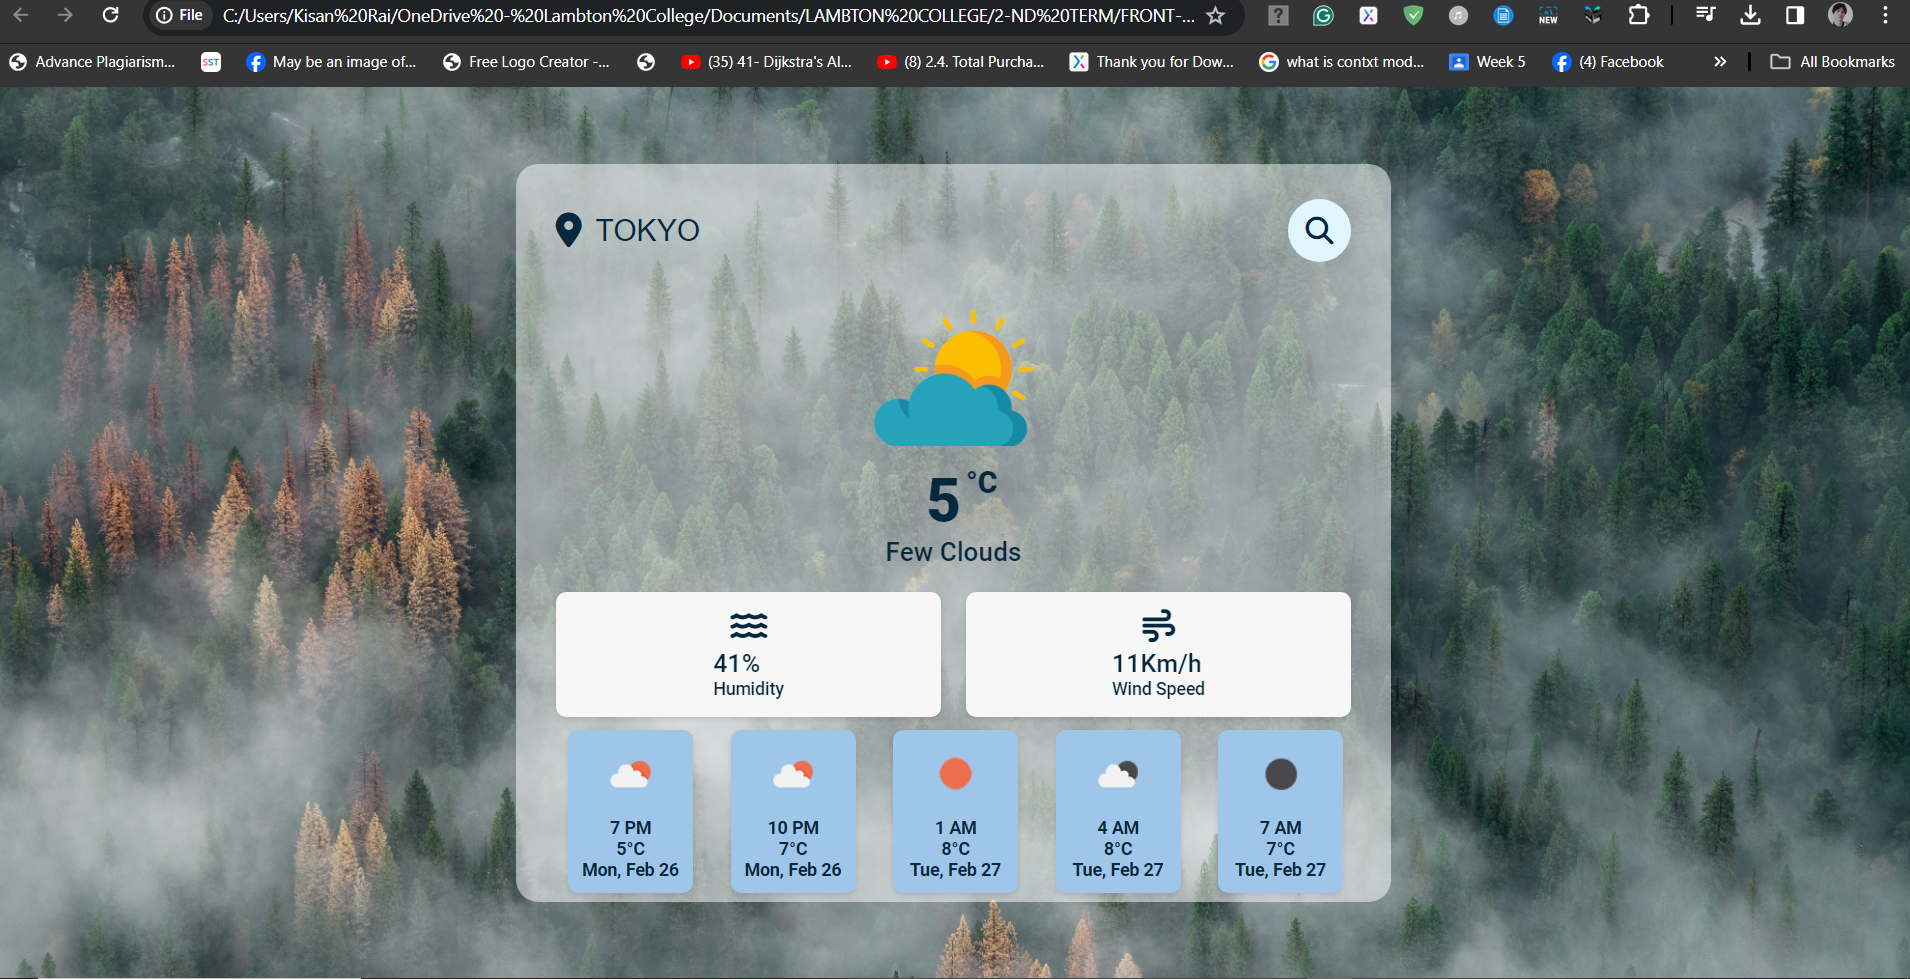 File
C:/Users/Kisan%20Rai/OneDrive%20-%20Lambton%20College/Documents/LAMBTON%20COLLEGE/2-ND%20TERM/FRONT-...
NEW
Advance Plagiarism...
SST
May be an image of...
Free Logo Creator -...
(35) 41- Dijkstra's Al...
(8) 2.4. Total Purcha...
Thank you for Dow...
what is contxt mod...
Week 5
(4) Facebook
All Bookmarks
TOKYO
5 °C
Few Clouds
41%
Humidity
11Km/h
Wind Speed
7 PM
5°C
Mon, Feb 26
10 PM
7°C
Mon, Feb 26
1 AM
8°C
Tue, Feb 27
4 AM
8°C
Tue, Feb 27
7 AM
7°C
Tue, Feb 27